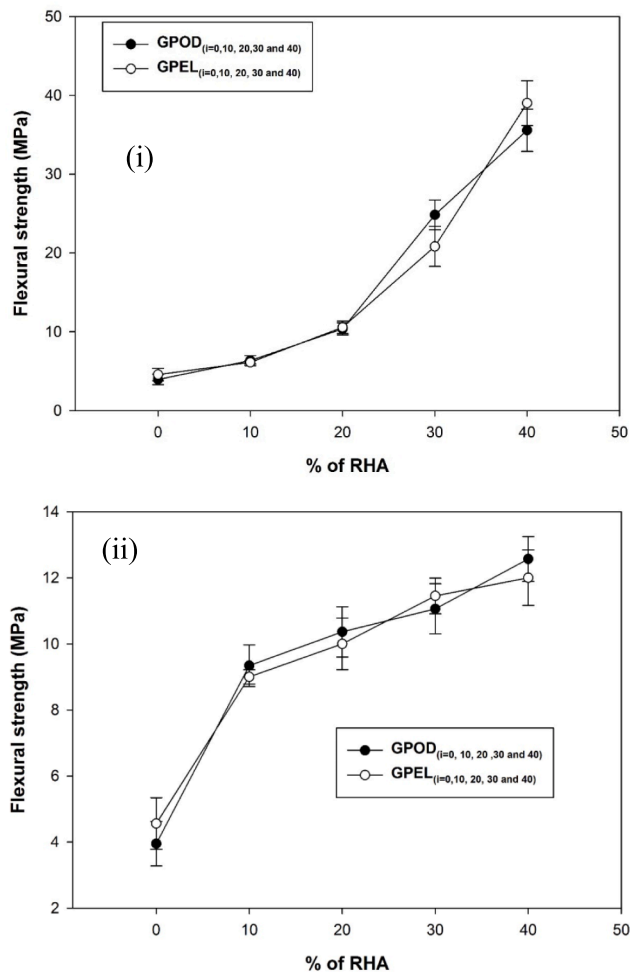 50
GPOD(i=0,10, 20,30 and 40)
GPEL(i=0,10, 20, 30 and 40)
40
(i)
30
20
10
0
Flexural strength (MPa)
0 10 20 30 40 50
% of RHA
14
(ii)
12
10
8
GPOD(i=0, 10, 20 ,30 and 40)
GPEL(i=0,10, 20, 30 and 40)
6
4
2
Flexural strength (MPa)
0 10 20 30 40 50
% of RHA